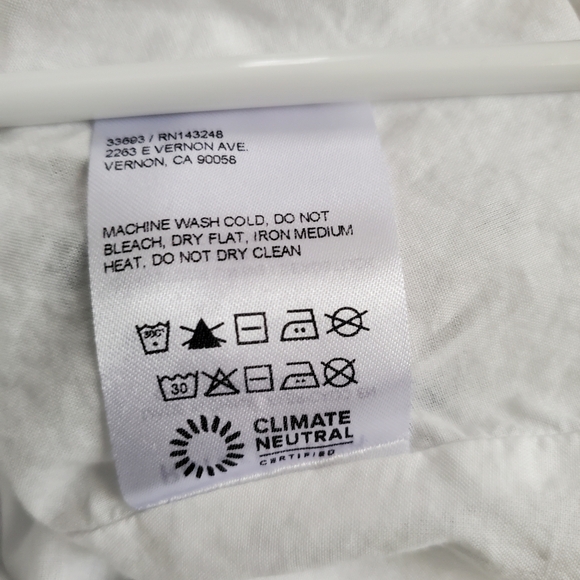 33693 / RN143248
2263 E VERNON AVE.
VERNON, CA 90058
MACHINE WASH COLD, DO NOT
BLEACH, DRY FLAT, IRON MEDIUM
HEAT, DO NOT DRY CLEAN
30C°
30
CLIMATE
NEUTRAL
CERTIFIED